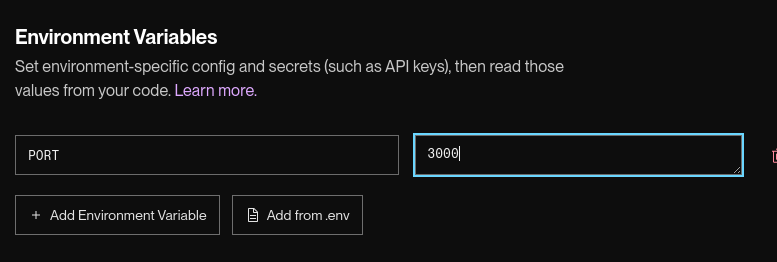 Environment Variables
Set environment-specific config and secrets (such as API keys), then read those
values from your code. Learn more.
PORT
3000
+ Add Environment Variable
Add from .env